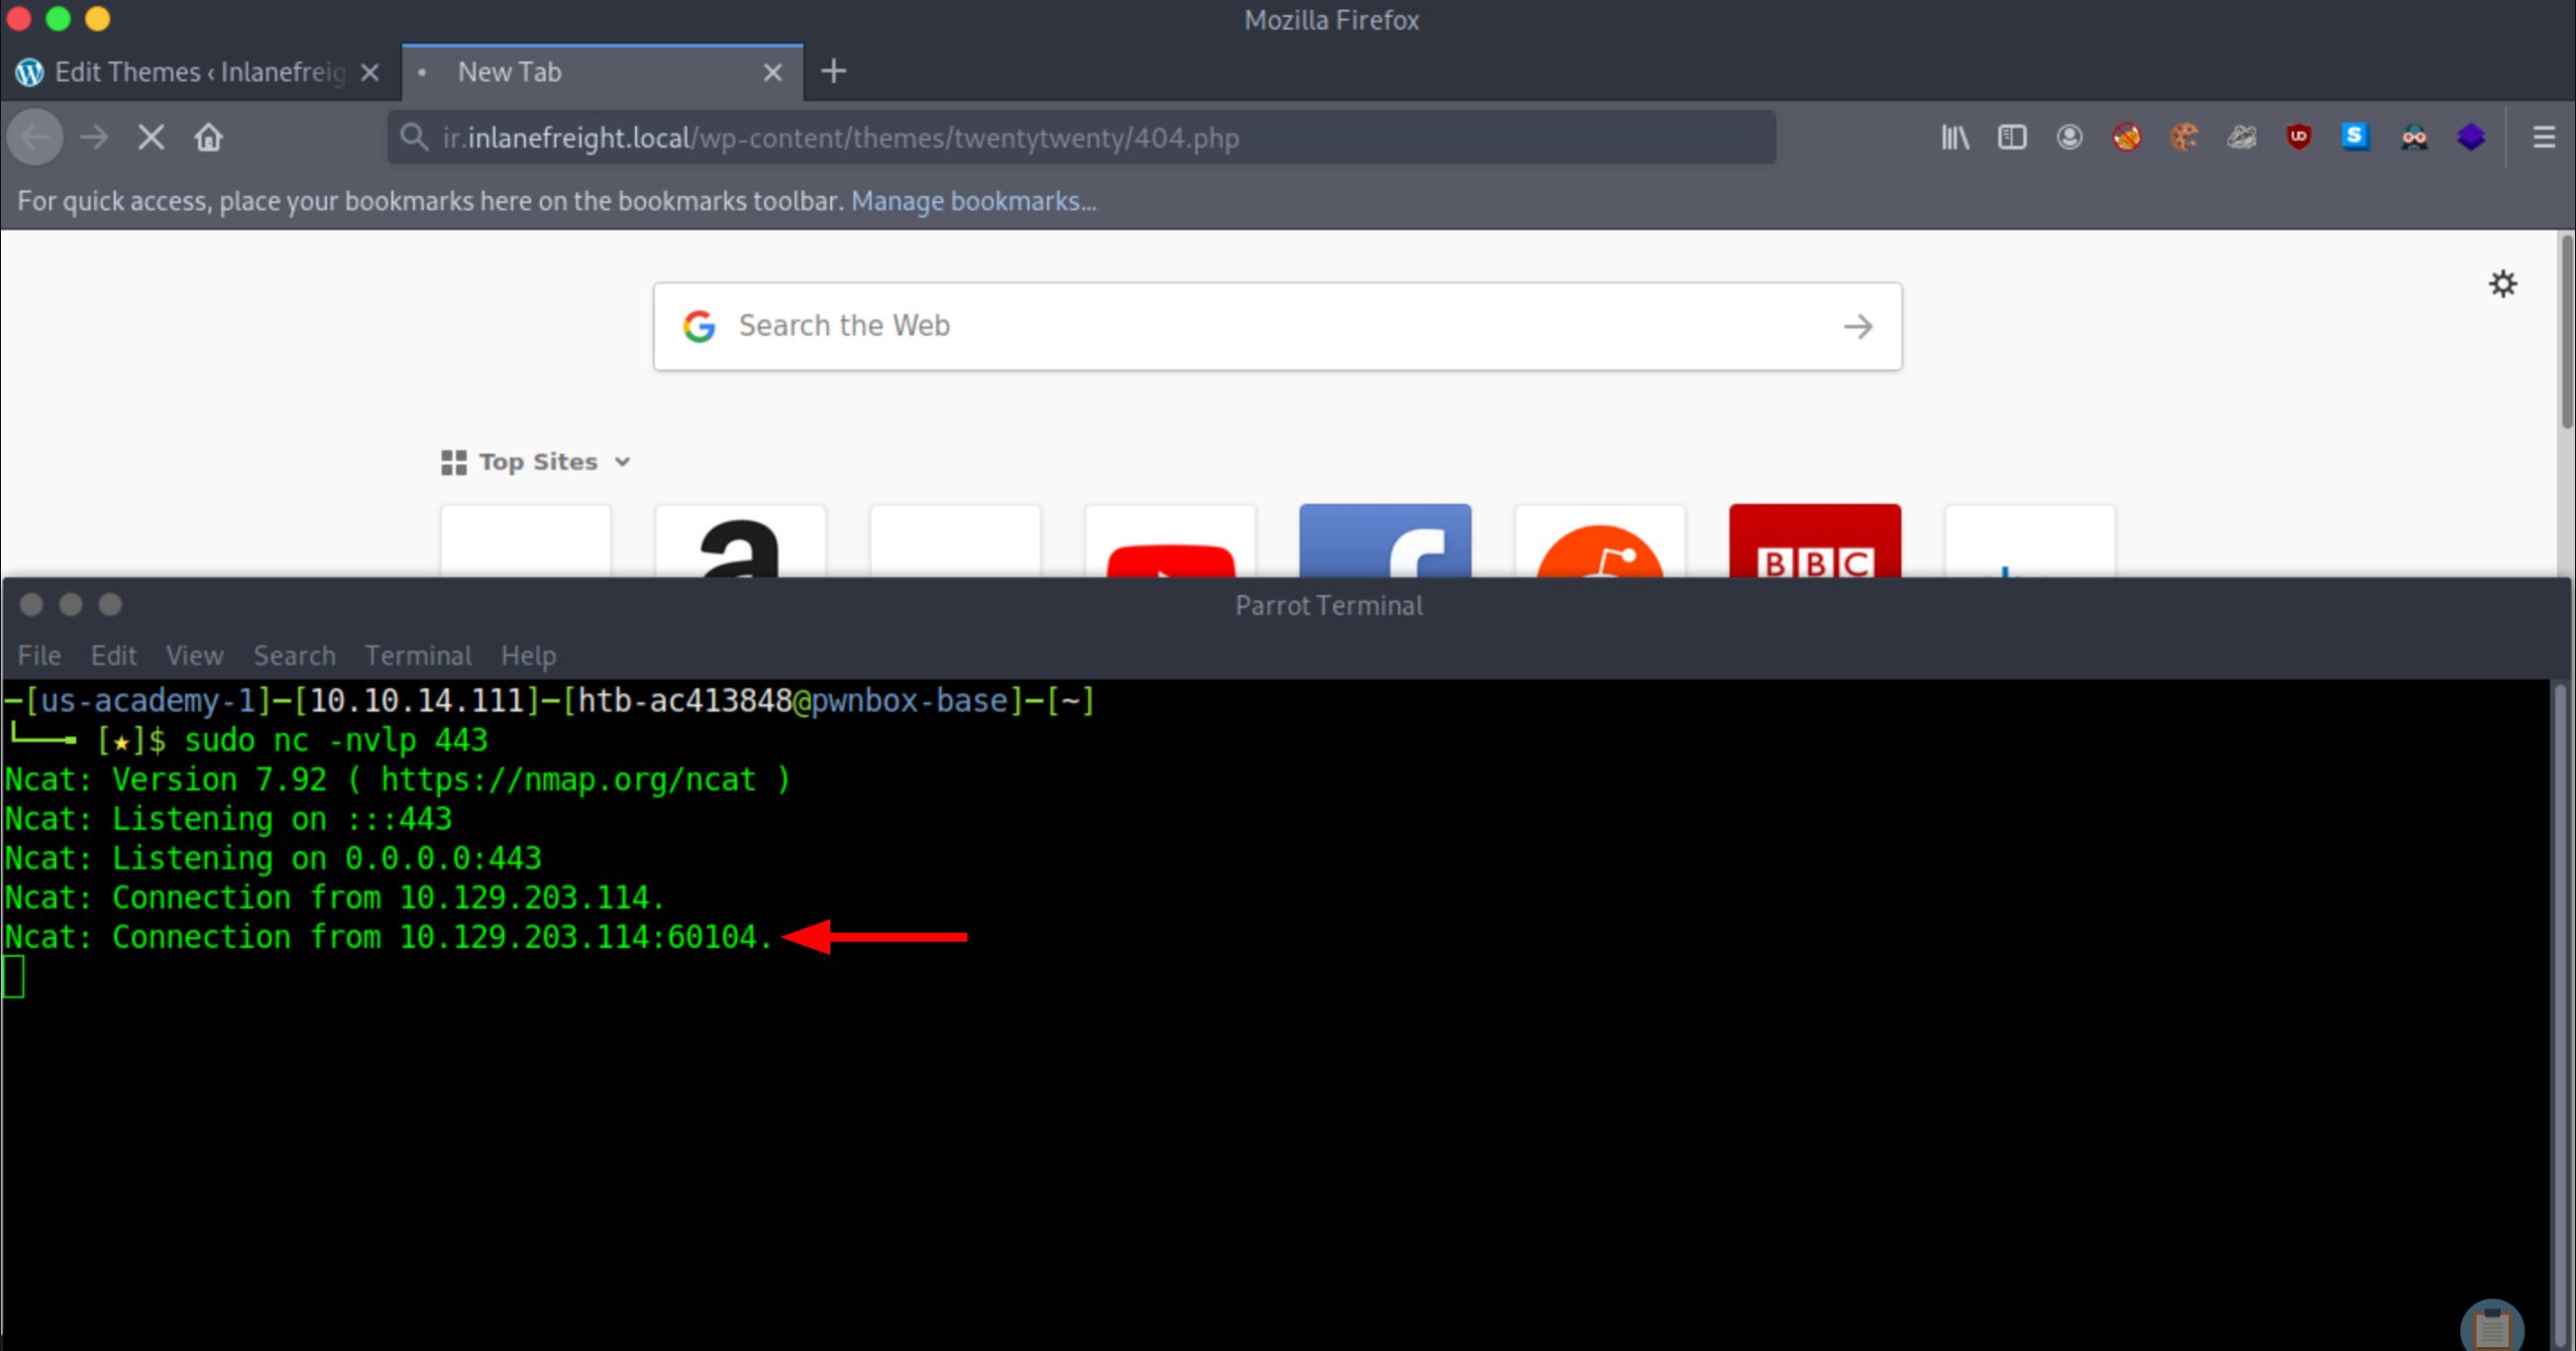 Mozilla Firefox
Edit Themes ‹ Inlanefreig
New Tab
ir.inlanefreight.local/wp-content/themes/twentytwenty/404.php
For quick access, place your bookmarks here on the bookmarks toolbar. Manage bookmarks...
Search the Web
Top Sites
a
BBC
Parrot Terminal
File Edit View Search Terminal Help
─[us-academy-1]─[10.10.14.111]─[htb-ac413848@pwnbox-base]─[~]
└──╼ [★]$ sudo nc -nvlp 443
Ncat: Version 7.92 ( https://nmap.org/ncat )
Ncat: Listening on :::443
Ncat: Listening on 0.0.0.0:443
Ncat: Connection from 10.129.203.114.
Ncat: Connection from 10.129.203.114:60104.